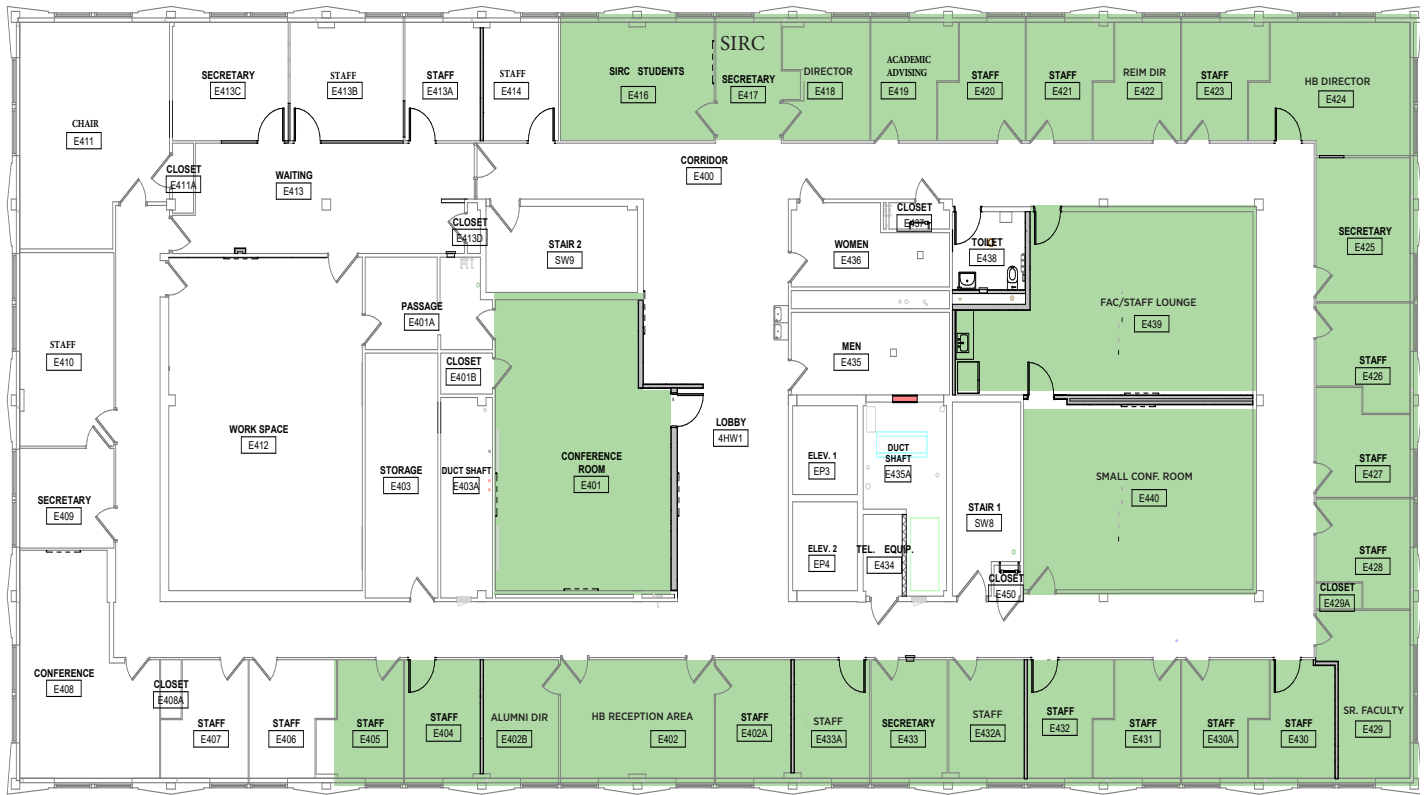 SIRC
SECRETARY
E413C
STAFF
E413B
STAFF
E413A
STAFF
E414
SIRC STUDENTS
E416
SECRETARY
E417
DIRECTOR
E418
ACADEMIC
ADVISING
E419
STAFF
E420
STAFF
E421
REIM DIR
E422
STAFF
E423
HB DIRECTOR
E424
CHAIR
E411
CLOSET
E411A
WAITING
E413
CORRIDOR
E400
CLOSET
E413D
STAIR 2
SW9
WOMEN
E436
CLOSET
E437
TOILET
E438
SECRETARY
E425
PASSAGE
E401A
FAC/STAFF LOUNGE
E439
STAFF
E410
CLOSET
E401B
MEN
E435
STAFF
E426
WORK SPACE
E412
LOBBY
4HW1
STORAGE
E403
DUCT SHAFT
E403A
CONFERENCE
ROOM
E401
ELEV. 1
EP3
DUCT
SHAFT
E435A
SMALL CONF. ROOM
E440
STAFF
E427
SECRETARY
E409
STAIR 1
SW8
ELEV. 2
EP4
TEL. EQUIP.
E434
CLOSET
E450
STAFF
E428
CLOSET
E429A
CONFERENCE
E408
CLOSET
E408A
STAFF
E407
STAFF
E406
STAFF
E405
STAFF
E404
ALUMNI DIR
E402B
HB RECEPTION AREA
E402
STAFF
E402A
STAFF
E433A
SECRETARY
E433
STAFF
E432A
STAFF
E432
STAFF
E431
STAFF
E430A
STAFF
E430
SR. FACULTY
E429